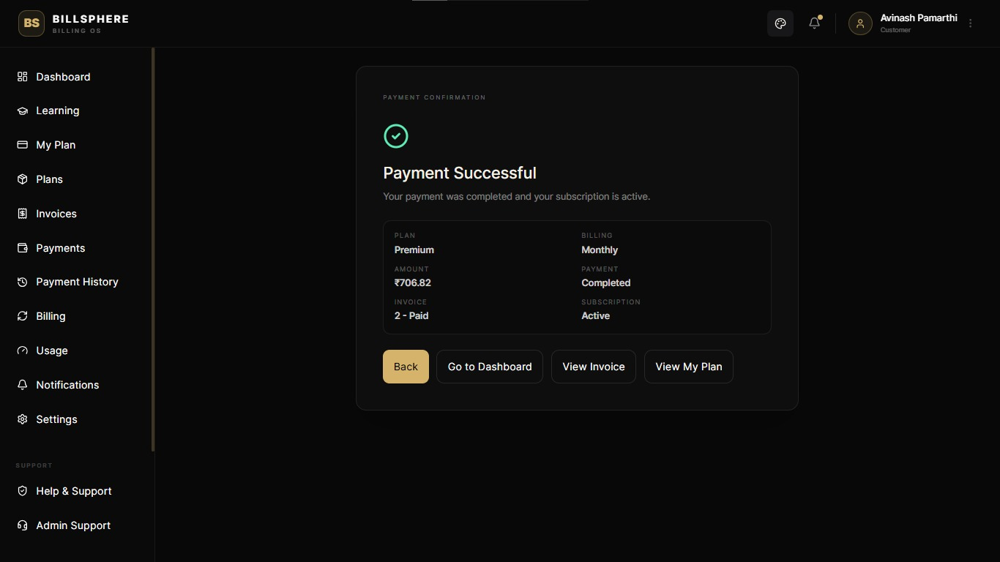 BS
BILLSPHERE
BILLING OS
Avinash Pamarthi
Customer
Dashboard
Learning
My Plan
Plans
Invoices
Payments
Payment History
Billing
Usage
Notifications
Settings
SUPPORT
Help & Support
Admin Support
PAYMENT CONFIRMATION
Payment Successful
Your payment was completed and your subscription is active.
PLAN BILLING
Premium Monthly
AMOUNT PAYMENT
₹706.82 Completed
INVOICE SUBSCRIPTION
2 - Paid Active
Back Go to Dashboard View Invoice View My Plan